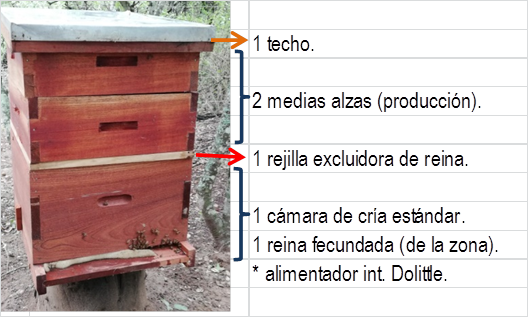 1 techo.
2 medias alzas (producción).
1 rejilla excluidora de reina.
1 cámara de cría estándar.
1 reina fecundada (de la zona).
* alimentador int. Dolittle.